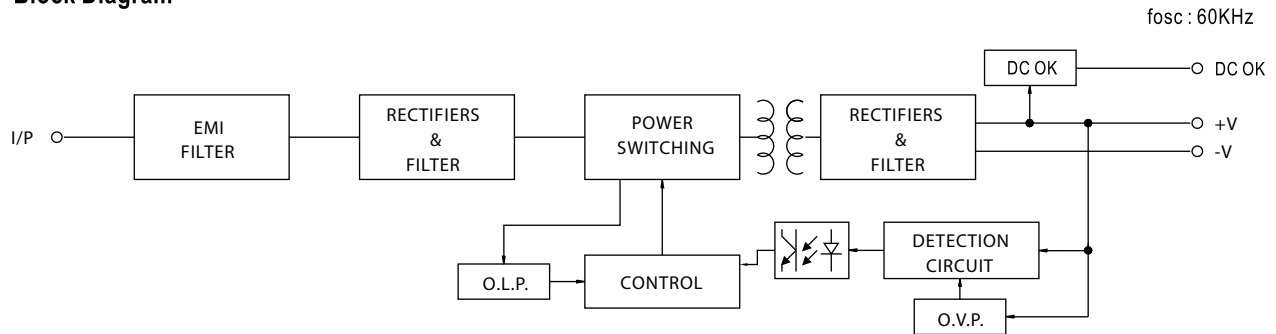 Block Diagram
fosc : 60KHz
DC OK
DC OK
I/P
EMI
FILTER
RECTIFIERS
&
FILTER
POWER
SWITCHING
RECTIFIERS
&
FILTER
+V
-V
O.L.P.
CONTROL
DETECTION
CIRCUIT
O.V.P.